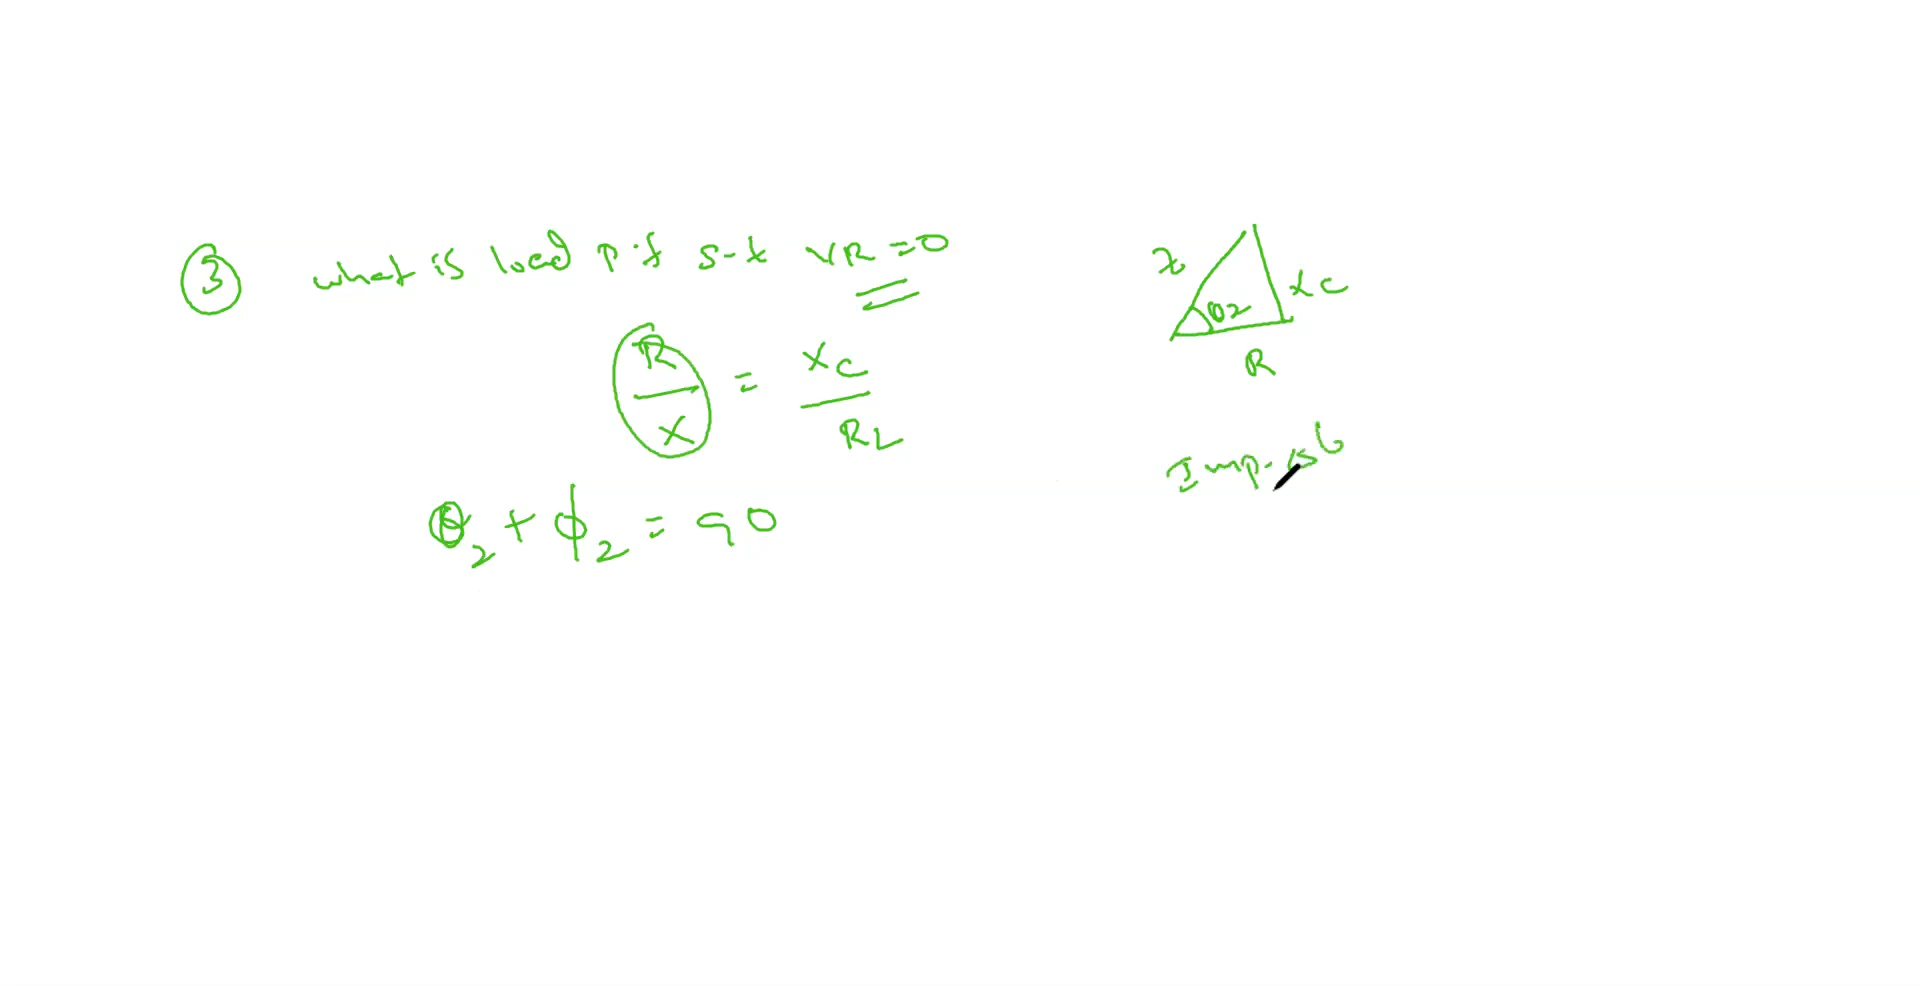 ③ what is load p.f s-t VR = 0
R/X = XC/RL
θ2 + ϕ2 = 90
Z
θ2
XC
R
Imp.